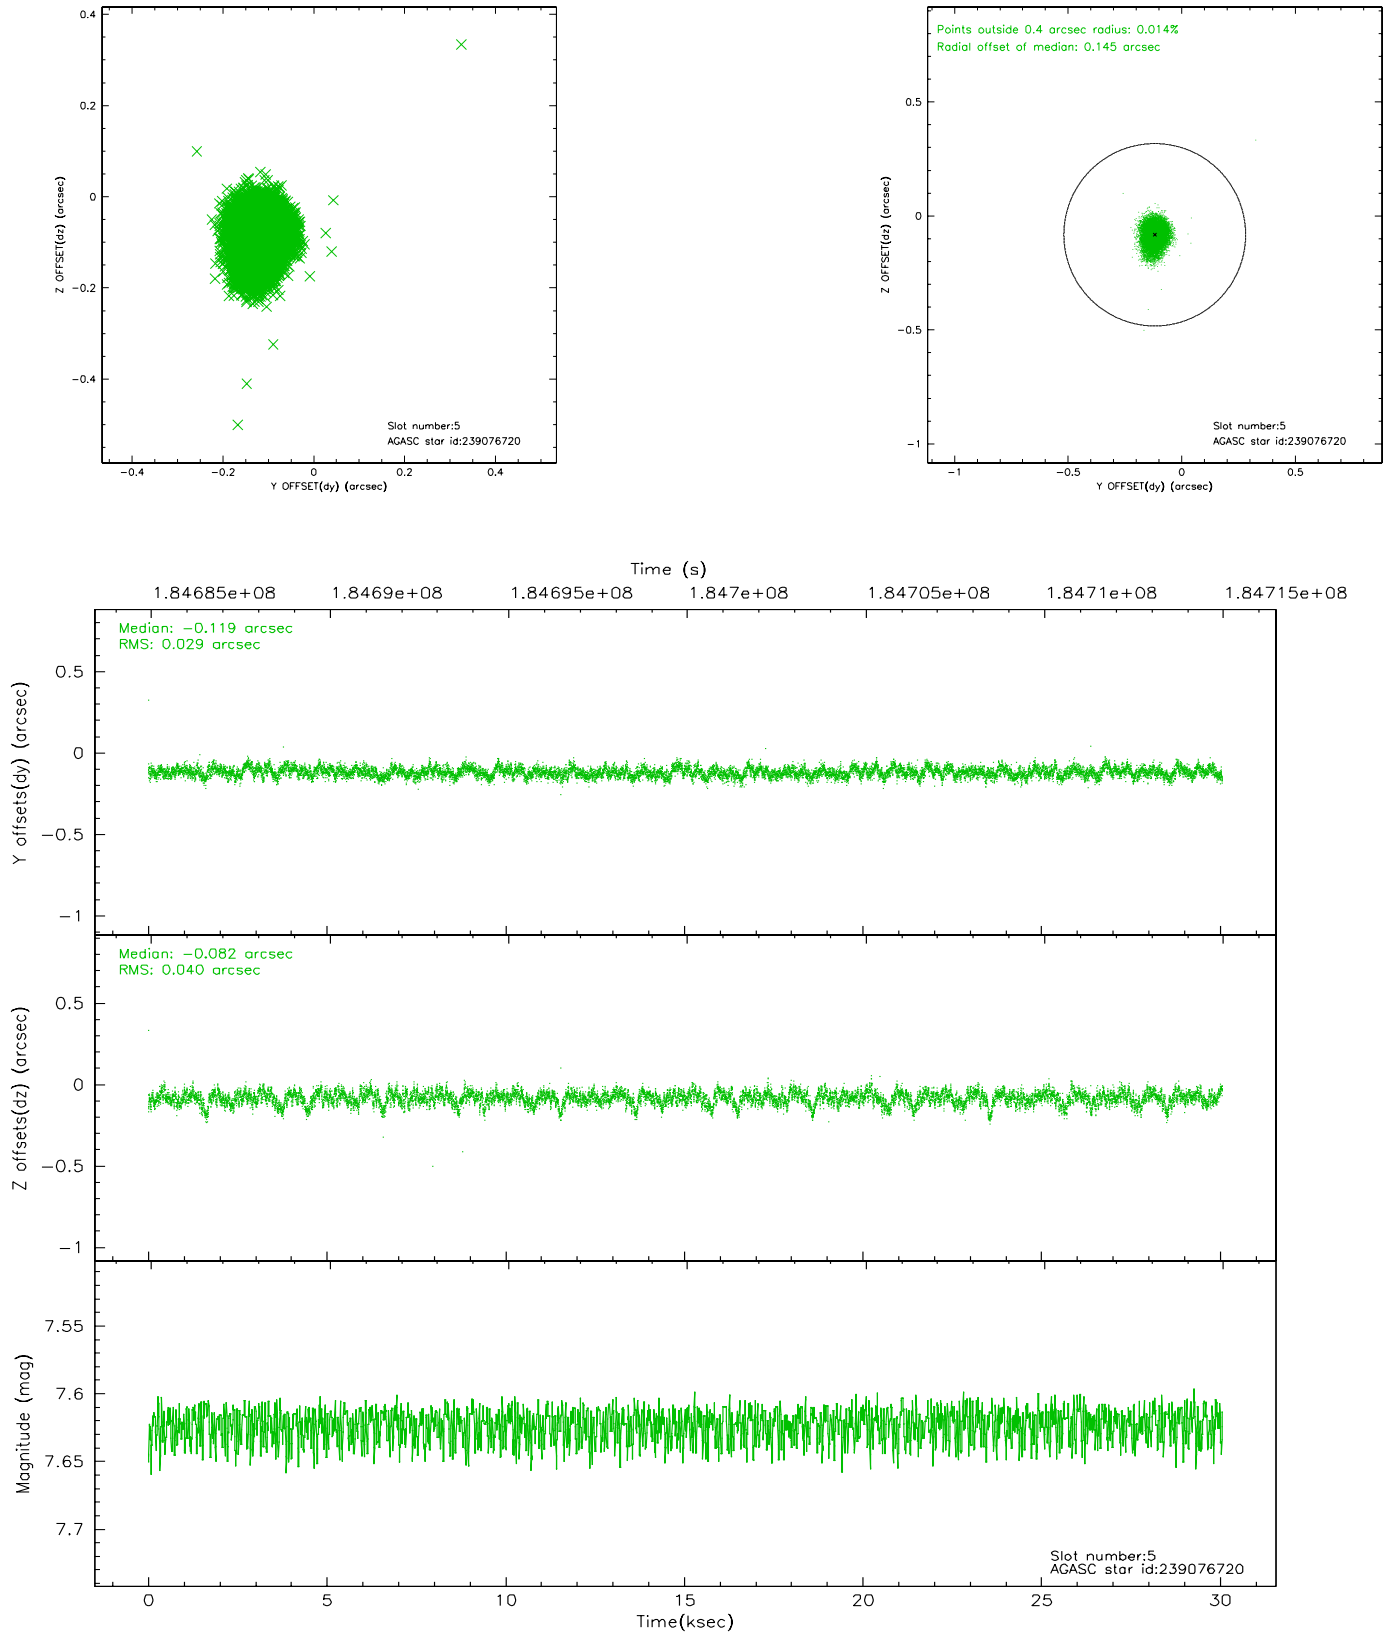 0.4
0.2
0
−0.2
−0.4
Z OFFSET(dz) (arcsec)
Slot number:5
AGASC star id:239076720
−0.4 −0.2 0 0.2 0.4
Y OFFSET(dy) (arcsec)
Points outside 0.4 arcsec radius: 0.014%
Radial offset of median: 0.145 arcsec
0.5
0
−0.5
−1
Z OFFSET(dz) (arcsec)
Slot number:5
AGASC star id:239076720
−1 −0.5 0 0.5
Y OFFSET(dy) (arcsec)
Time (s)
1.84685e+08 1.8469e+08 1.84695e+08 1.847e+08 1.84705e+08 1.8471e+08 1.84715e+08
Median: −0.119 arcsec
RMS: 0.029 arcsec
0.5
0
−0.5
−1
Y offsets(dy) (arcsec)
Median: −0.082 arcsec
RMS: 0.040 arcsec
0.5
0
−0.5
−1
Z offsets(dz) (arcsec)
7.55
7.6
7.65
7.7
Magnitude (mag)
Slot number:5
AGASC star id:239076720
0 5 10 15 20 25 30
Time(ksec)